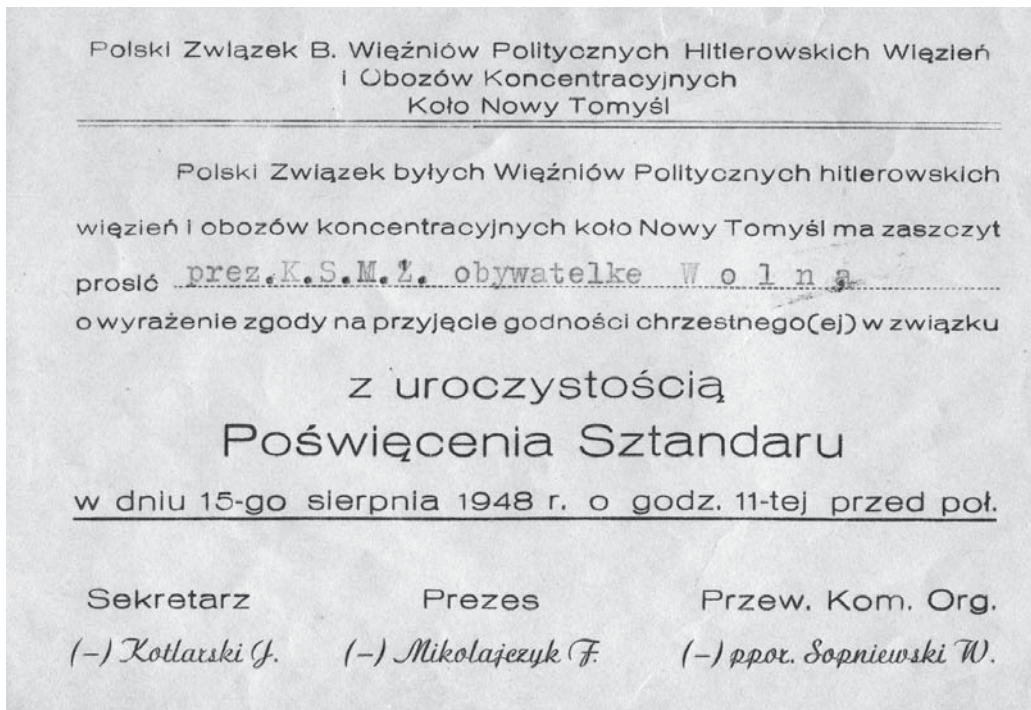 Polski Związek B. Więźniów Politycznych Hitlerowskich Więzień
i Obozów Koncentracyjnych
Koło Nowy Tomyśl
Polski Związek byłych Więźniów Politycznych hitlerowskich
więzień i obozów koncentracyjnych koło Nowy Tomyśl ma zaszczyt
prosić prez.K.S.M.Ż. obywatelke W o l n ą
o wyrażenie zgody na przyjęcie godności chrzestnego(ej) w związku
z uroczystością
Poświęcenia Sztandaru
w dniu 15-go sierpnia 1948 r. o godz. 11-tej przed poł.
Sekretarz Prezes Przew. Kom. Org.
(-) Kotlarski J. (-) Mikolajczyk F. (-) ppor. Sopniewski W.